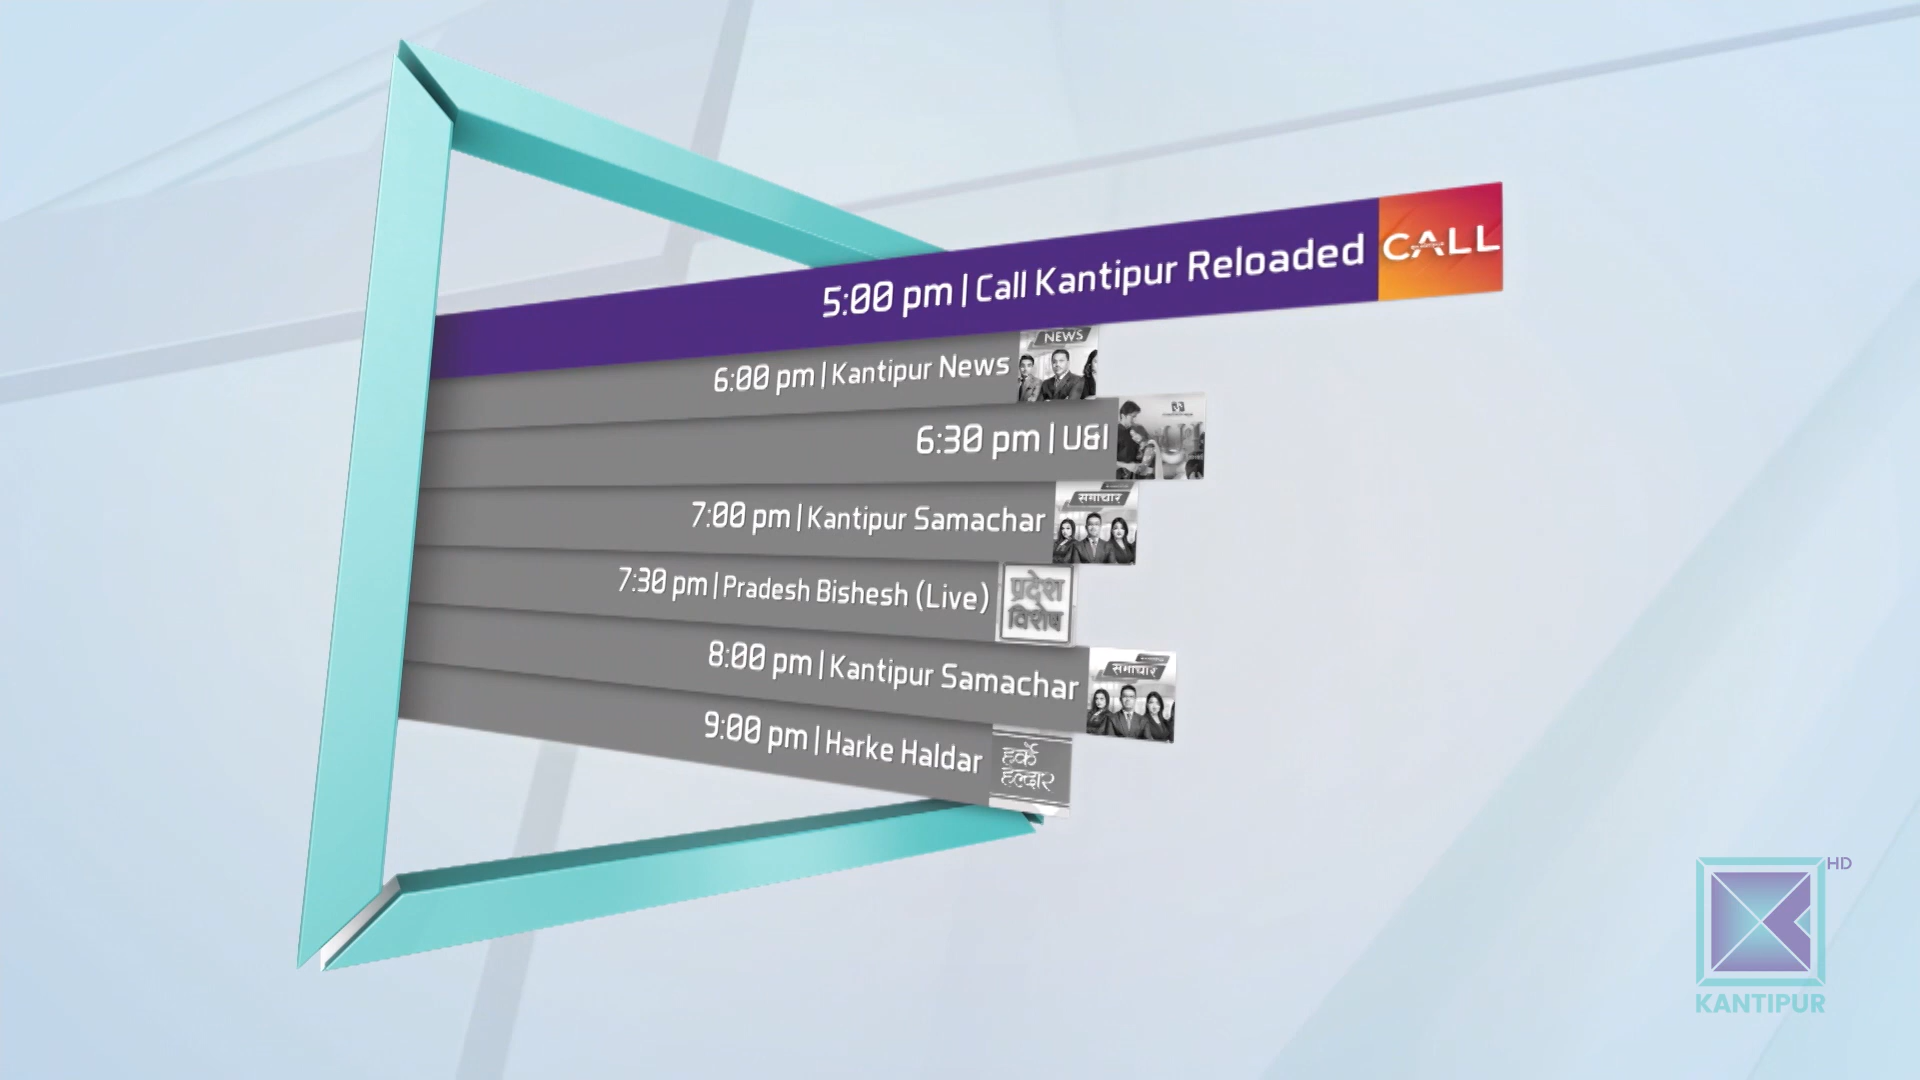 5:00 pm | Call Kantipur Reloaded
CALL
6:00 pm | Kantipur News
NEWS
6:30 pm | U&I
7:00 pm | Kantipur Samachar
समाचार
7:30 pm | Pradesh Bishesh (Live)
प्रदेश
विशेष
8:00 pm | Kantipur Samachar
समाचार
9:00 pm | Harke Haldar
हर्के
हल्दार
HD
KANTIPUR